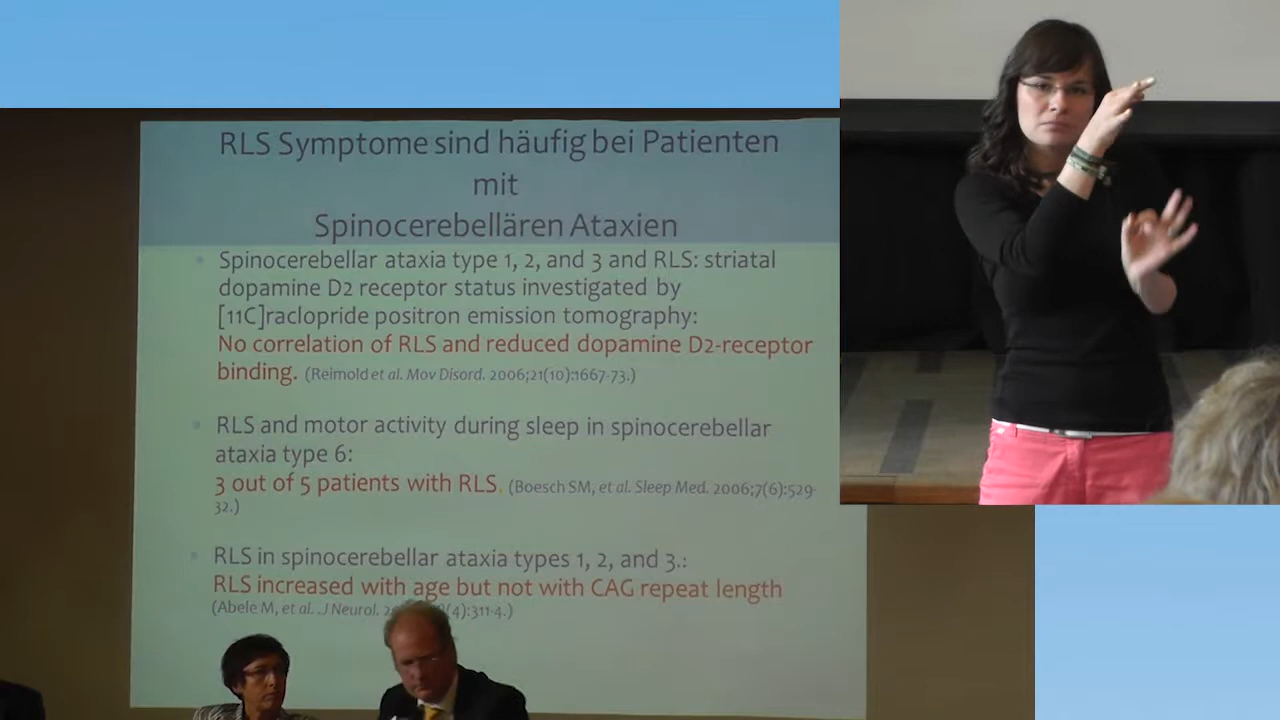 RLS Symptome sind häufig bei Patienten
mit
Spinocerebellären Ataxien
• Spinocerebellar ataxia type 1, 2, and 3 and RLS: striatal
dopamine D2 receptor status investigated by
[11C]raclopride positron emission tomography:
No correlation of RLS and reduced dopamine D2-receptor
binding. (Reimold et al. Mov Disord. 2006;21(10):1667-73.)
• RLS and motor activity during sleep in spinocerebellar
ataxia type 6:
3 out of 5 patients with RLS. (Boesch SM, et al. Sleep Med. 2006;7(6):529-
32.)
• RLS in spinocerebellar ataxia types 1, 2, and 3.:
RLS increased with age but not with CAG repeat length
(Abele M, et al. .J Neurol. (4):311-4.)